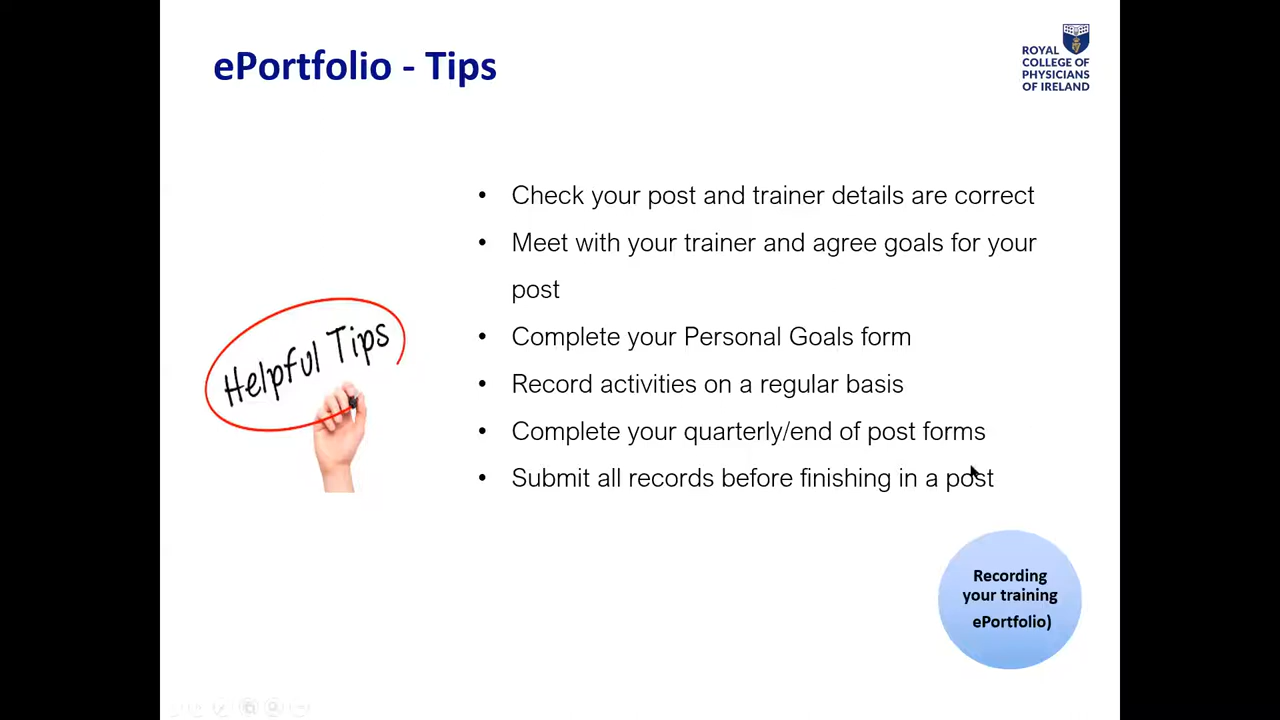 ePortfolio - Tips
ROYAL
COLLEGE OF
PHYSICIANS
OF IRELAND
• Check your post and trainer details are correct
• Meet with your trainer and agree goals for your
post
• Complete your Personal Goals form
• Record activities on a regular basis
• Complete your quarterly/end of post forms
• Submit all records before finishing in a post
Helpful Tips
Recording
your training
ePortfolio)